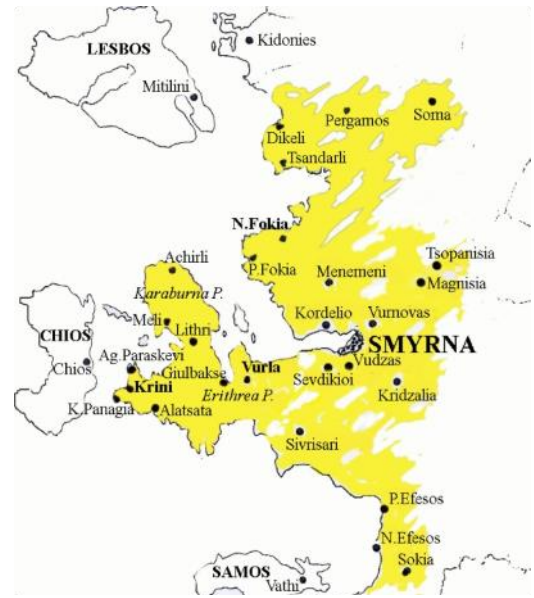 Kidonies
LESBOS
Mitilini
Soma
Pergamos
Dikeli
Tsandarli
N.Fokia
P.Fokia
Tsopanisia
Achirli
Menemeni
Magnisia
Karaburna P.
Meli
Kordelio
Vurnovas
Lithri
CHIOS
SMYRNA
Chios
Ag.Paraskevi
Giulbakse
Vurla
Vudzas
Sevdikioi
Krini
Erithrea P.
Kridzalia
K.Panagia
Alatsata
Sivrisari
P.Efesos
N.Efesos
SAMOS
Sokia
Vathi